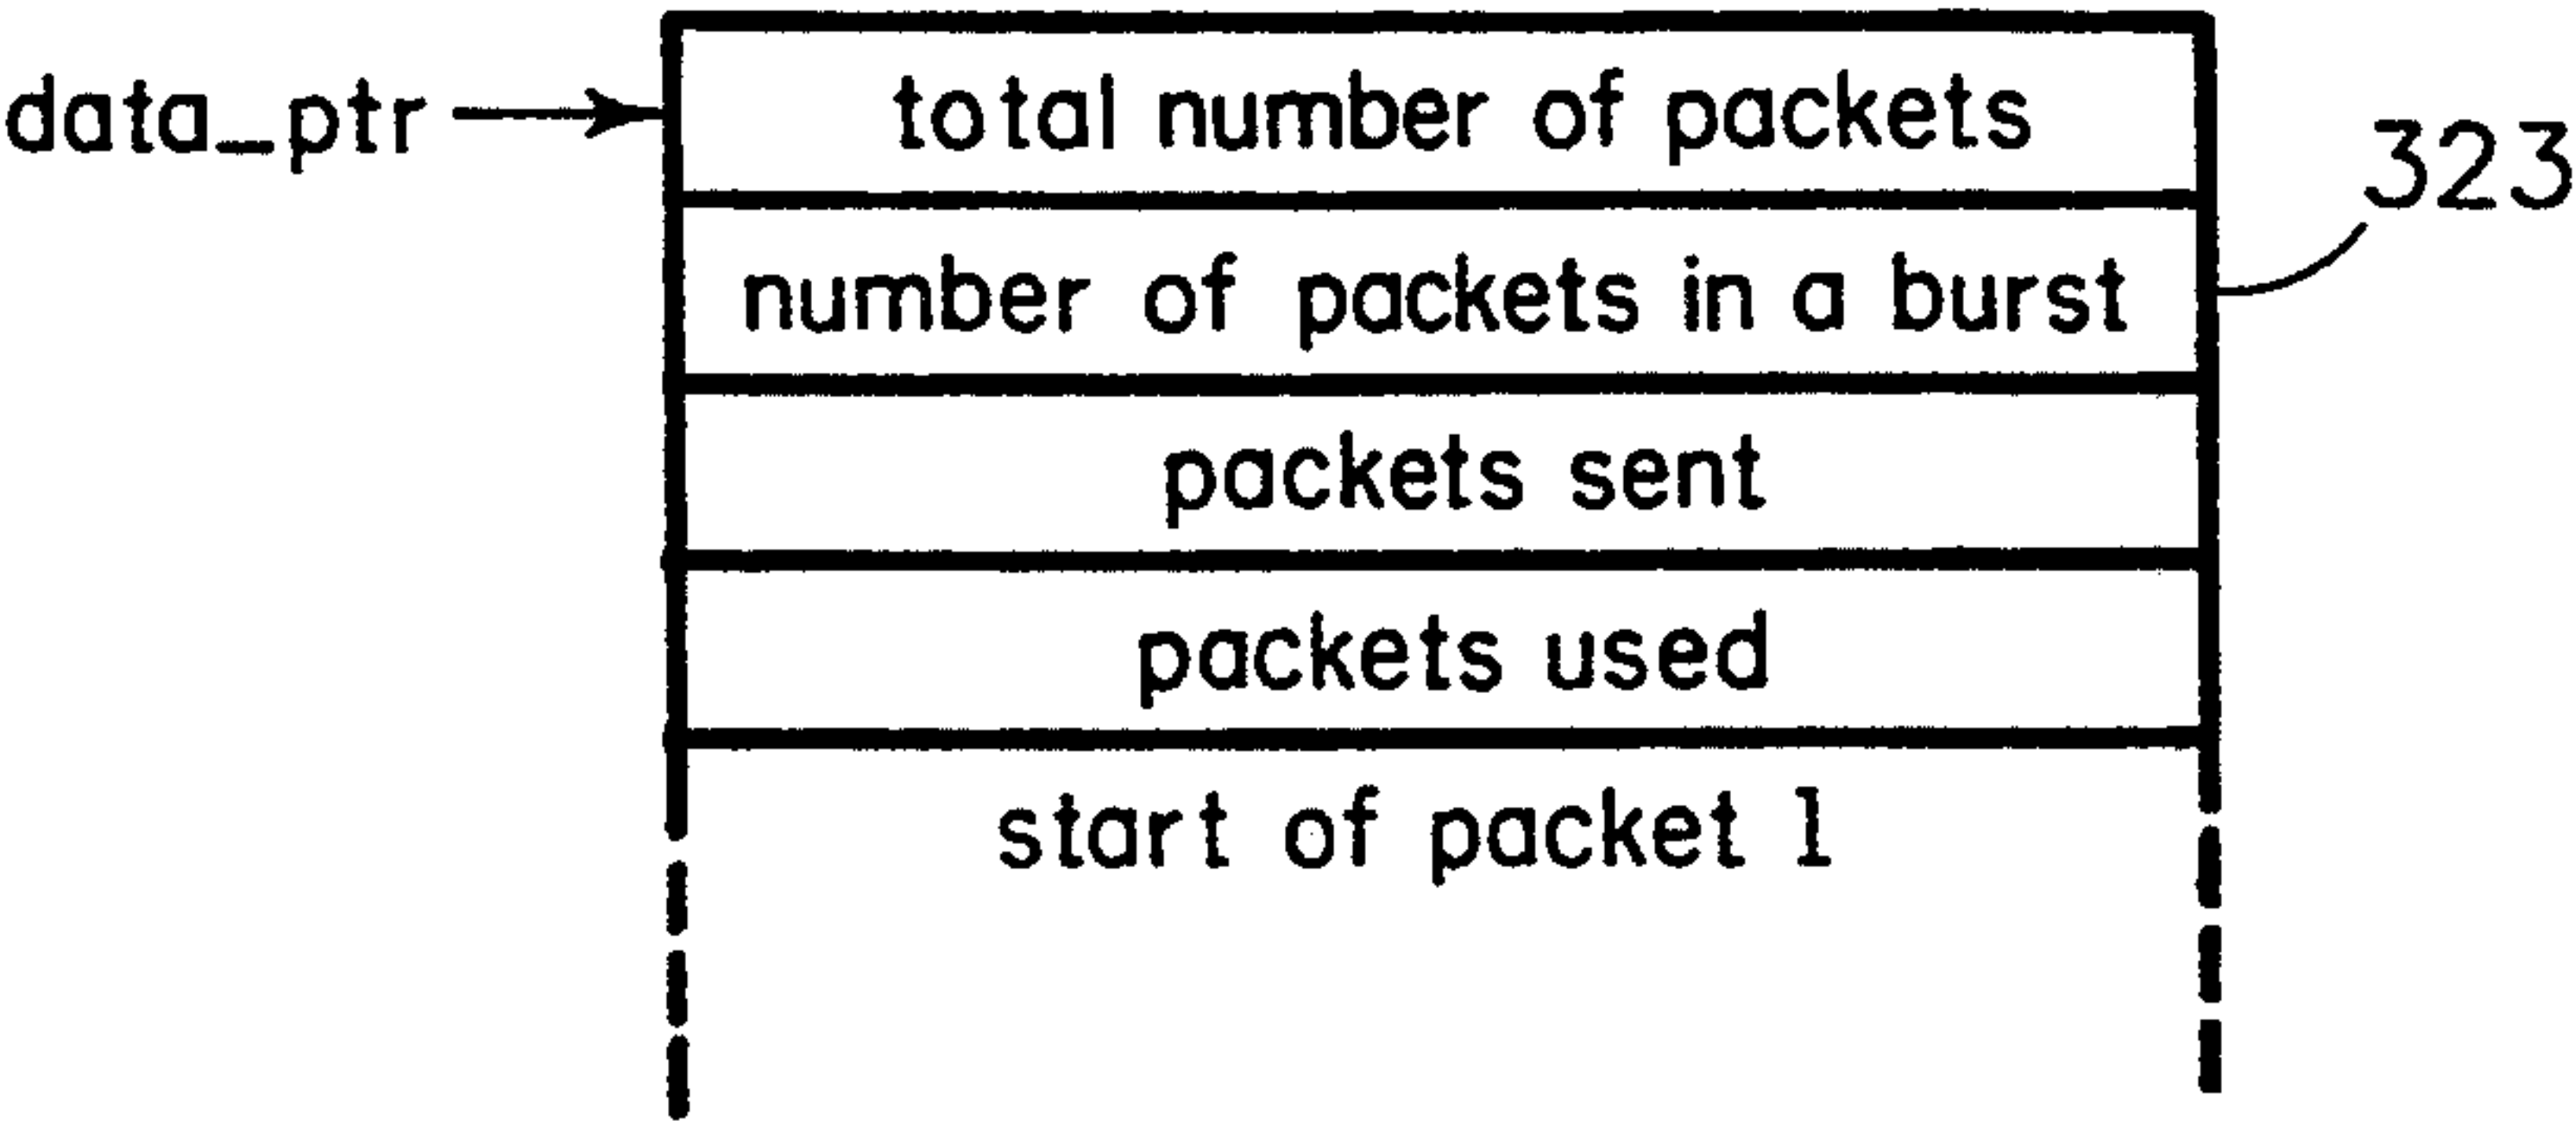 data_ptr
total number of packets
323
number of packets in a burst
packets sent
packets used
start of packet 1